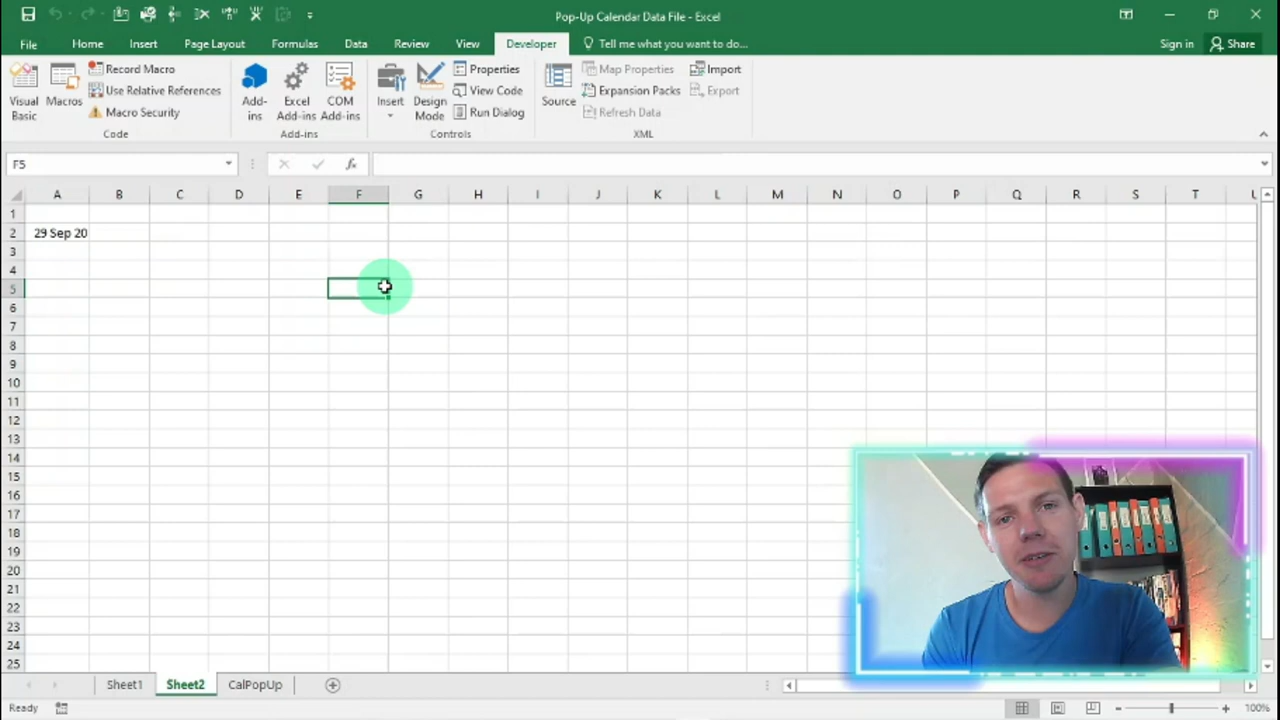 Pop-Up Calendar Data File - Excel
File Home Insert Page Layout Formulas Data Review View Developer Tell me what you want to do... Sign in Share
Visual Basic
Macros
Record Macro
Use Relative References
Macro Security
Code
Add-ins
Excel Add-ins
COM Add-ins
Add-ins
Insert
Design Mode
Properties
View Code
Run Dialog
Controls
Source
Map Properties
Expansion Packs
Refresh Data
Import
Export
XML
F5 fx
A B C D E F G H I J K L M N O P Q R S T U
1
2 29 Sep 20
3
4
5
6
7
8
9
10
11
12
13
14
15
16
17
18
19
20
21
22
23
24
25
Sheet1 Sheet2 CalPopUp
Ready 100%